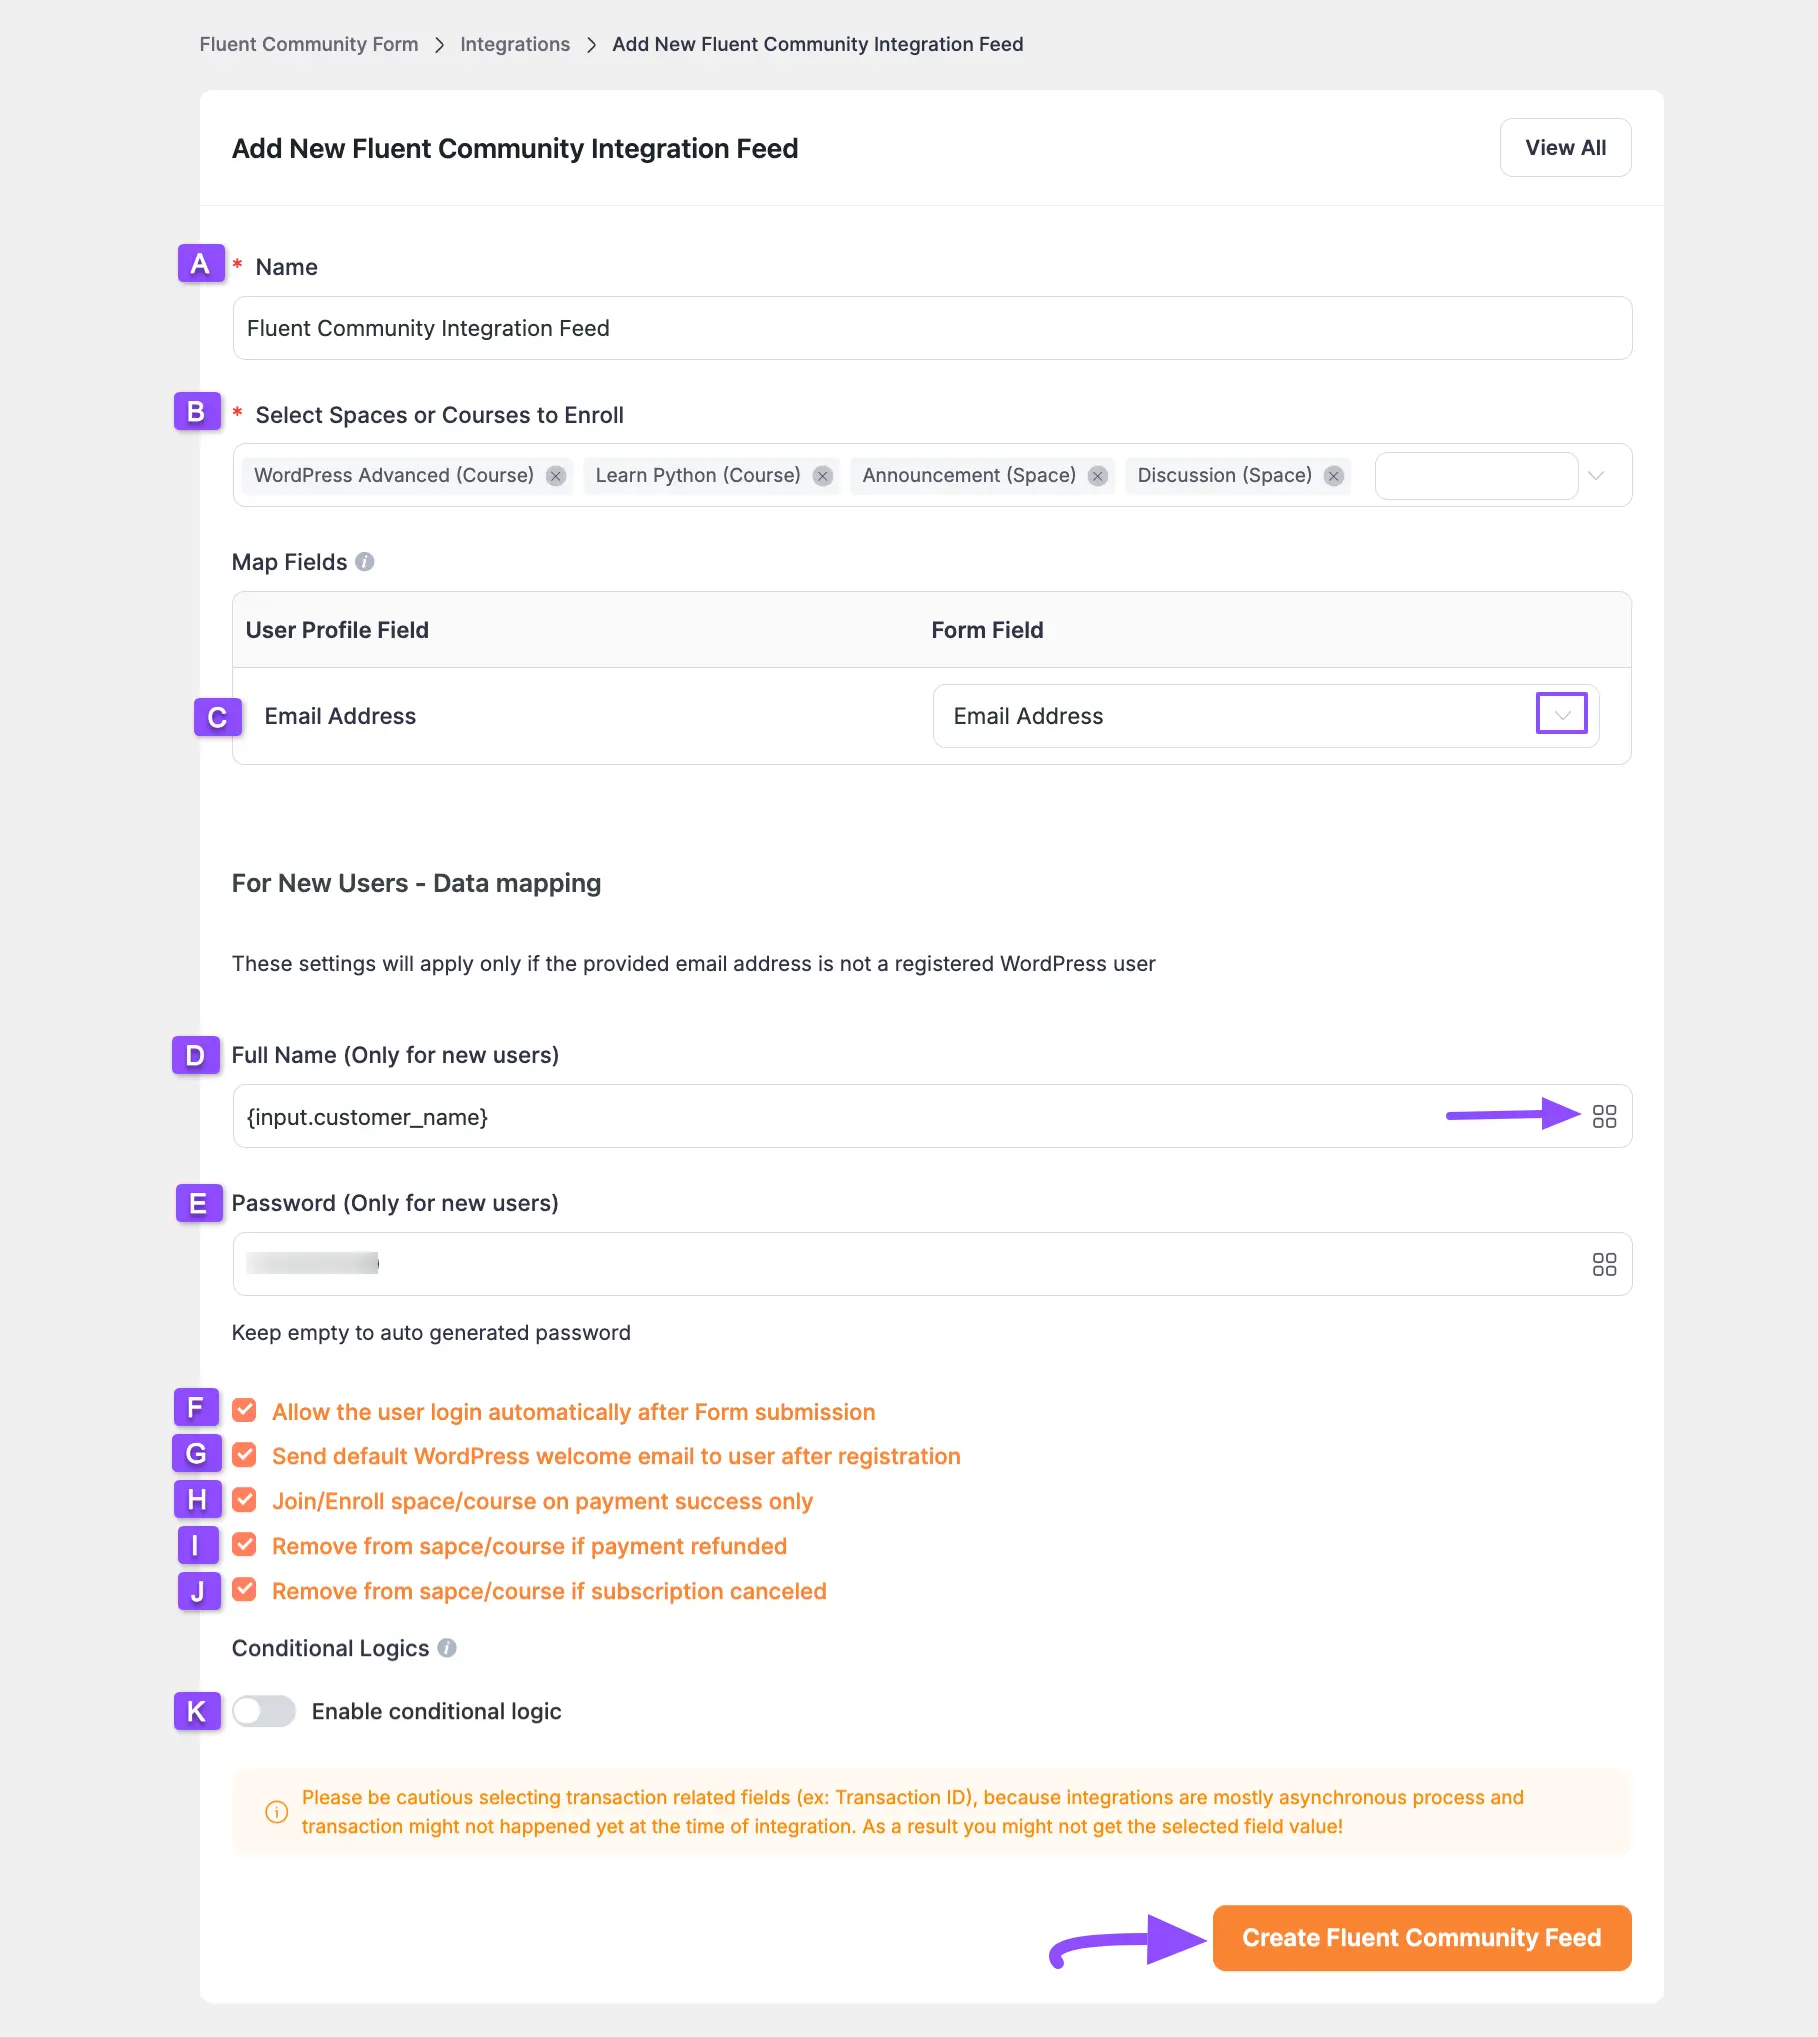 Fluent Community Form > Integrations > Add New Fluent Community Integration Feed
Add New Fluent Community Integration Feed
View All
A * Name
Fluent Community Integration Feed
B * Select Spaces or Courses to Enroll
WordPress Advanced (Course) Learn Python (Course) Announcement (Space) Discussion (Space)
Map Fields
User Profile Field Form Field
C Email Address Email Address
For New Users - Data mapping
These settings will apply only if the provided email address is not a registered WordPress user
D Full Name (Only for new users)
{input.customer_name}
E Password (Only for new users)
Keep empty to auto generated password
F Allow the user login automatically after Form submission
G Send default WordPress welcome email to user after registration
H Join/Enroll space/course on payment success only
I Remove from sapce/course if payment refunded
J Remove from sapce/course if subscription canceled
Conditional Logics
K Enable conditional logic
Please be cautious selecting transaction related fields (ex: Transaction ID), because integrations are mostly asynchronous process and
transaction might not happened yet at the time of integration. As a result you might not get the selected field value!
Create Fluent Community Feed